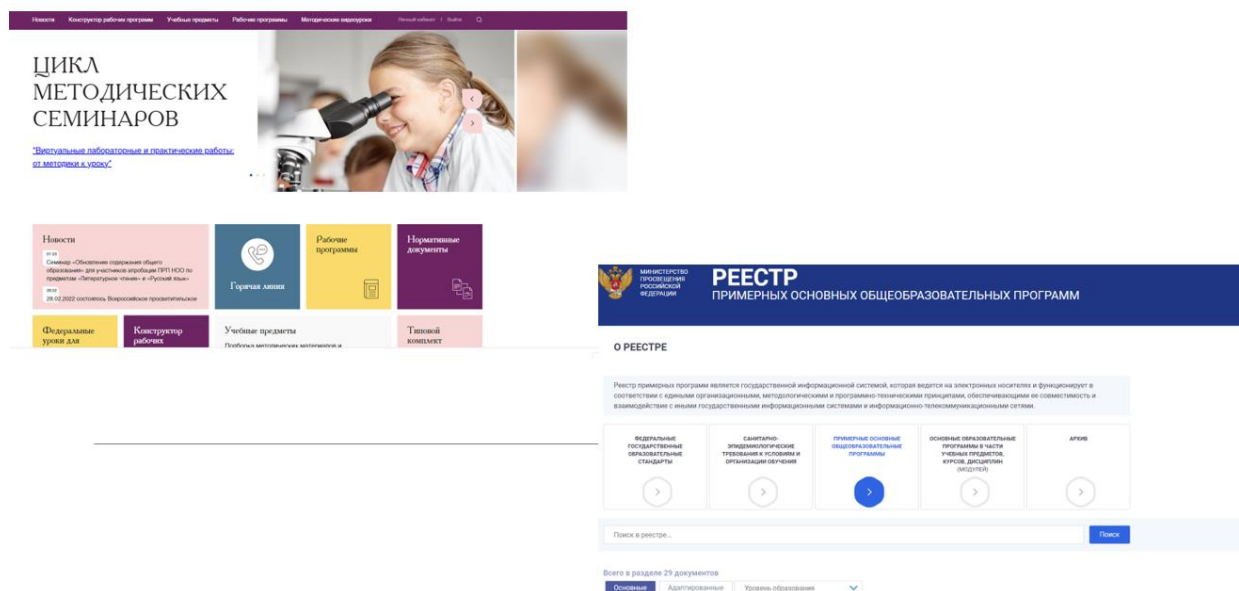 Новости Конструктор рабочих программ Учебные предметы Рабочие программы Методические видеоуроки Личный кабинет | Выйти
ЦИКЛ
МЕТОДИЧЕСКИХ
СЕМИНАРОВ
"Виртуальные лабораторные и практические работы:
от методики к уроку"
Новости
Семинар «Обновление содержания общего
образования» для участников апробации ПРП НОО по
предметам «Литературное чтение» и «Русский язык»
28.02.2022 состоялось Всероссийское просветительское
Горячая линия
Рабочие
программы
Нормативные
документы
Федеральные
уроки для
Конструктор
рабочих
Учебные предметы
Подборка методических материалов и
Типовой
комплект
МИНИСТЕРСТВО
ПРОСВЕЩЕНИЯ
РОССИЙСКОЙ
ФЕДЕРАЦИИ
РЕЕСТР
ПРИМЕРНЫХ ОСНОВНЫХ ОБЩЕОБРАЗОВАТЕЛЬНЫХ ПРОГРАММ
О РЕЕСТРЕ
Реестр примерных программ является государственной информационной системой, которая ведется на электронных носителях и функционирует в
соответствии с едиными организационными, методологическими и программно-техническими принципами, обеспечивающими ее совместимость и
взаимодействие с иными государственными информационными системами и информационно-телекоммуникационными сетями.
ФЕДЕРАЛЬНЫЕ
ГОСУДАРСТВЕННЫЕ
ОБРАЗОВАТЕЛЬНЫЕ
СТАНДАРТЫ
САНИТАРНО-
ЭПИДЕМИОЛОГИЧЕСКИЕ
ТРЕБОВАНИЯ К УСЛОВИЯМ И
ОРГАНИЗАЦИИ ОБУЧЕНИЯ
ПРИМЕРНЫЕ ОСНОВНЫЕ
ОБЩЕОБРАЗОВАТЕЛЬНЫЕ
ПРОГРАММЫ
ОСНОВНЫЕ ОБРАЗОВАТЕЛЬНЫЕ
ПРОГРАММЫ В ЧАСТИ
УЧЕБНЫХ ПРЕДМЕТОВ,
КУРСОВ, ДИСЦИПЛИН
(МОДУЛЕЙ)
АРХИВ
Поиск в реестре...
Поиск
Всего в разделе 29 документов
Основные Адаптированные Уровень образования